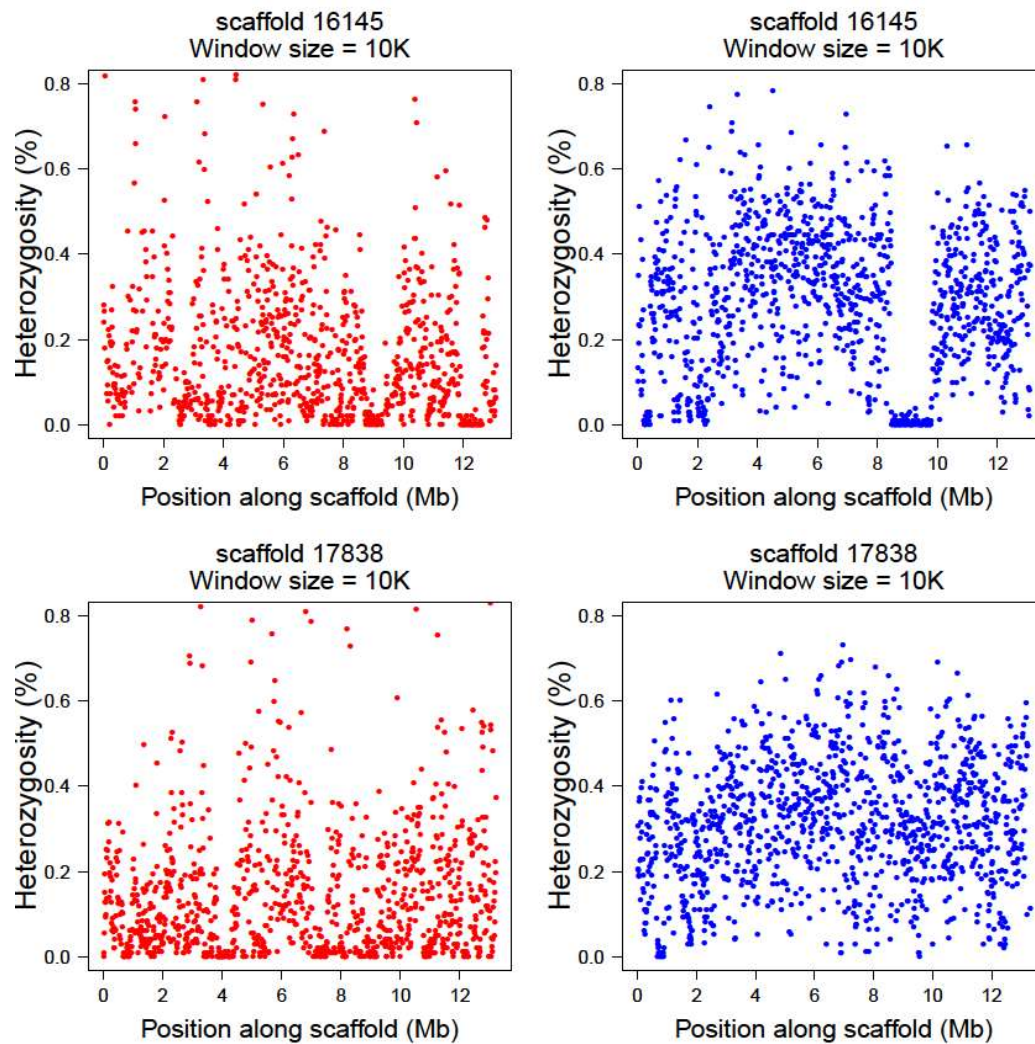 scaffold 16145
Window size = 10K
Heterozygosity (%)
0.8
0.6
0.4
0.2
0.0
0 2 4 6 8 10 12
Position along scaffold (Mb)
scaffold 16145
Window size = 10K
Heterozygosity (%)
0.8
0.6
0.4
0.2
0.0
0 2 4 6 8 10 12
Position along scaffold (Mb)
scaffold 17838
Window size = 10K
Heterozygosity (%)
0.8
0.6
0.4
0.2
0.0
0 2 4 6 8 10 12
Position along scaffold (Mb)
scaffold 17838
Window size = 10K
Heterozygosity (%)
0.8
0.6
0.4
0.2
0.0
0 2 4 6 8 10 12
Position along scaffold (Mb)